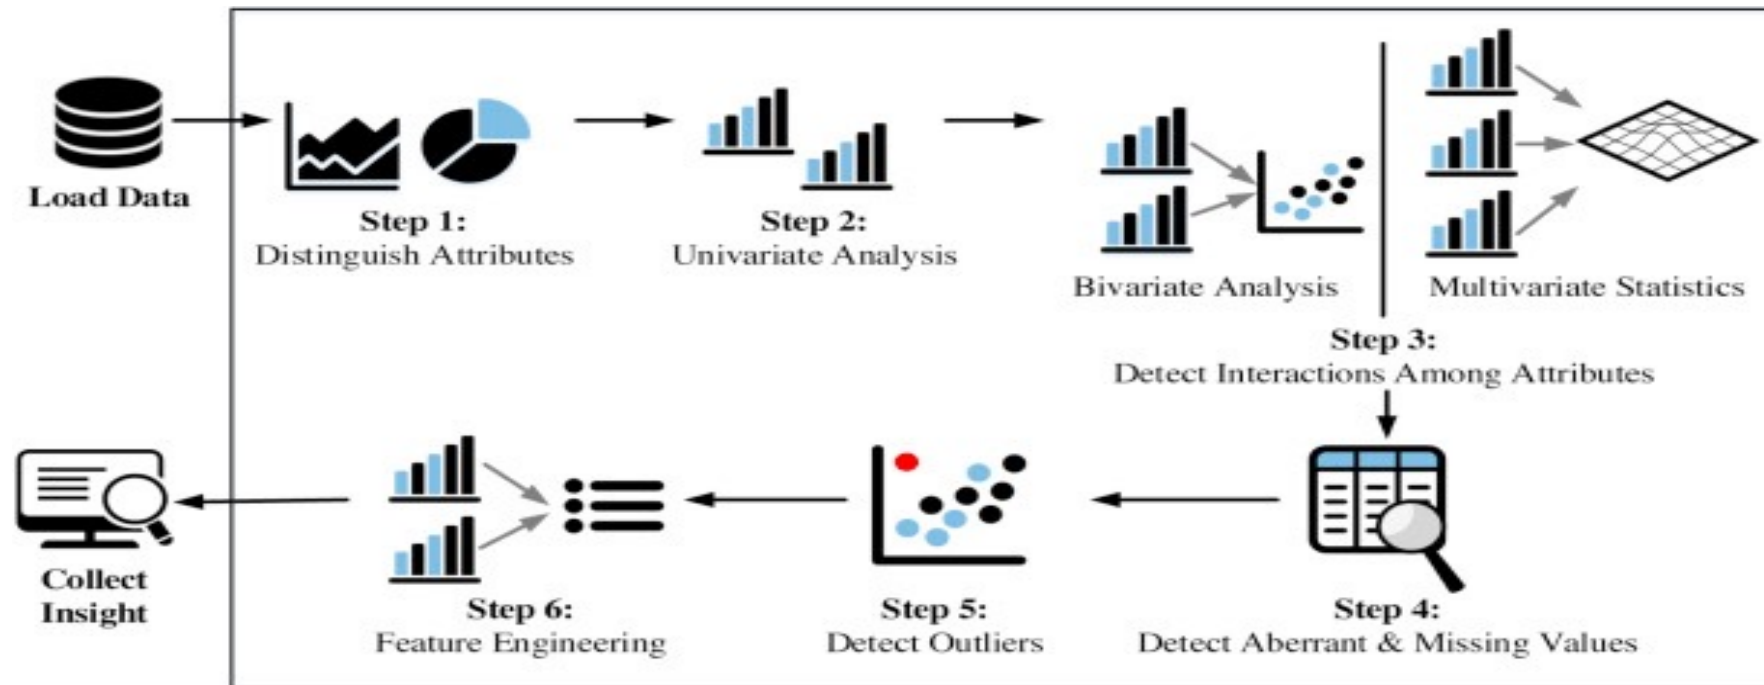 Load Data
Step 1:
Distinguish Attributes
Step 2:
Univariate Analysis
Bivariate Analysis
Multivariate Statistics
Step 3:
Detect Interactions Among Attributes
Collect
Insight
Step 6:
Feature Engineering
Step 5:
Detect Outliers
Step 4:
Detect Aberrant & Missing Values